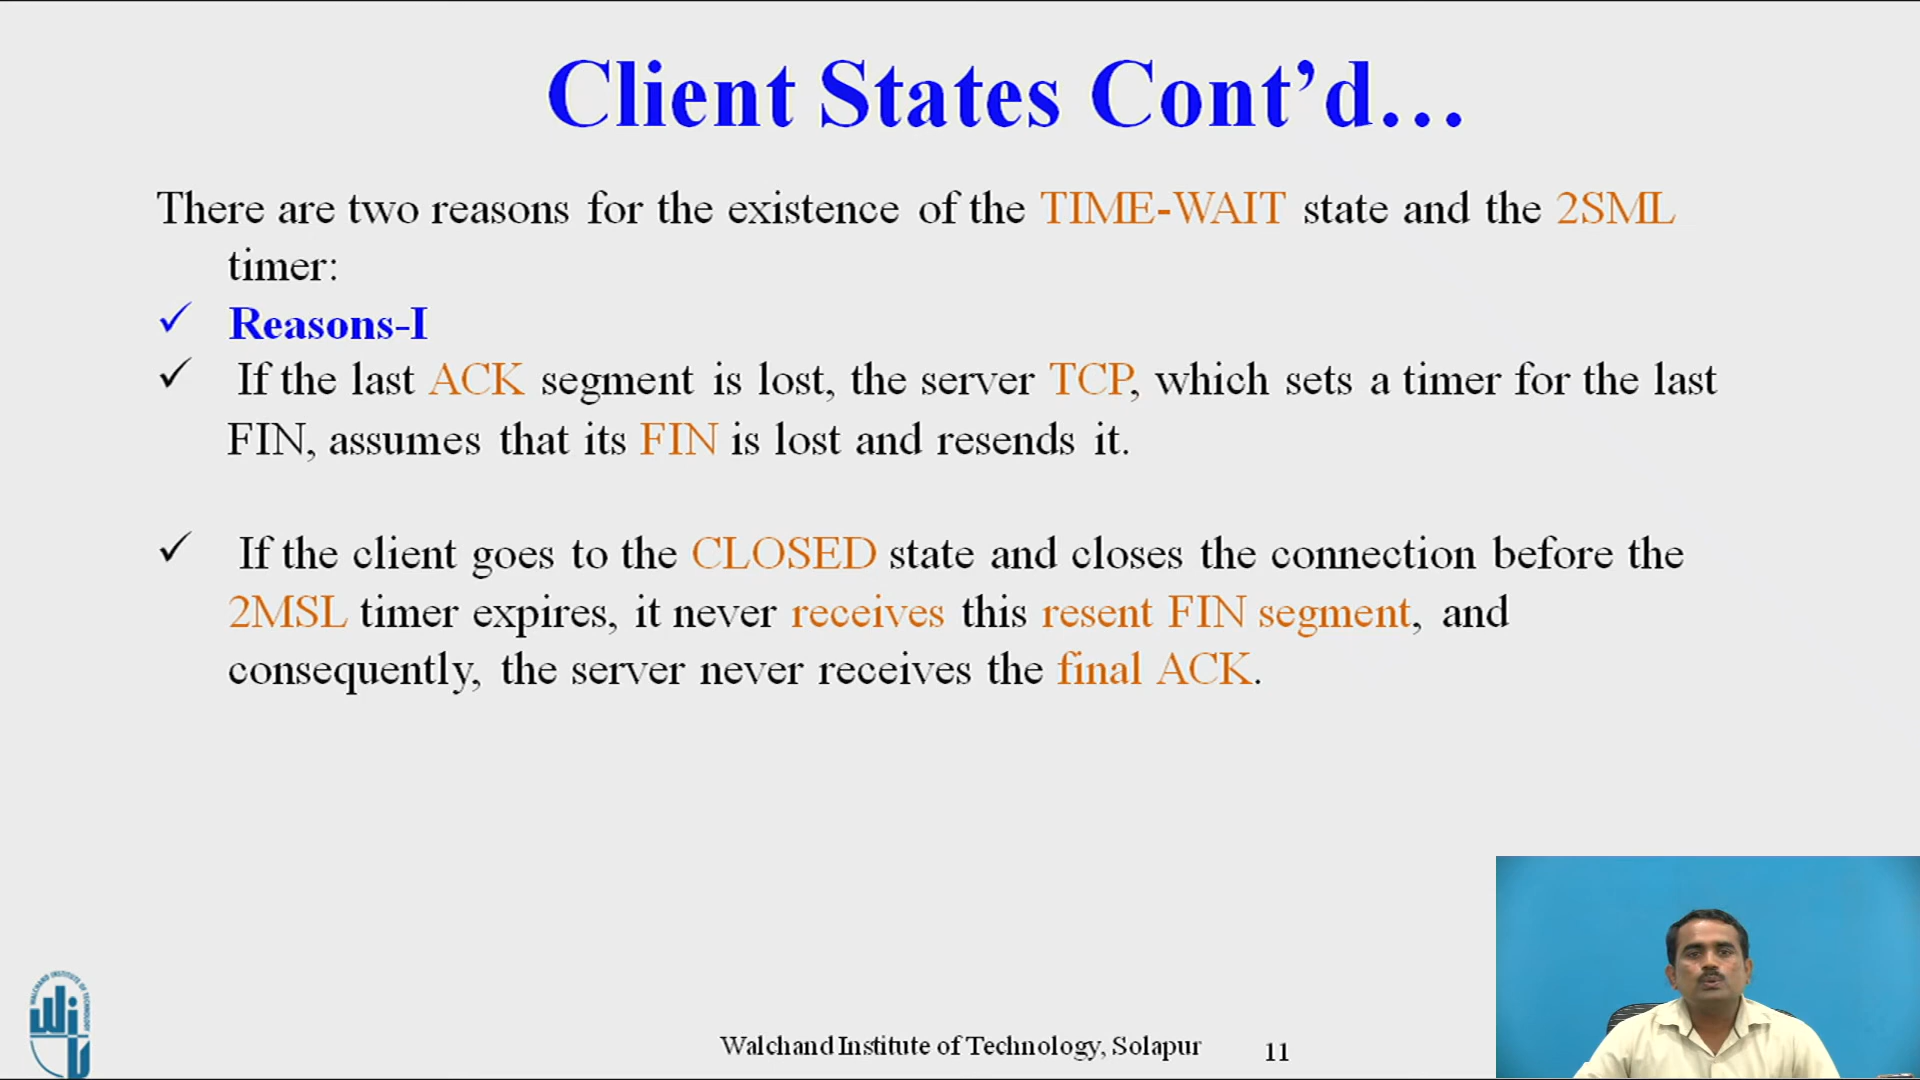 Client States Cont’d…
There are two reasons for the existence of the TIME-WAIT state and the 2SML
timer:
Reasons-I
If the last ACK segment is lost, the server TCP, which sets a timer for the last
FIN, assumes that its FIN is lost and resends it.
If the client goes to the CLOSED state and closes the connection before the
2MSL timer expires, it never receives this resent FIN segment, and
consequently, the server never receives the final ACK.
WALCHAND INSTITUTE OF TECHNOLOGY
Walchand Institute of Technology, Solapur
11